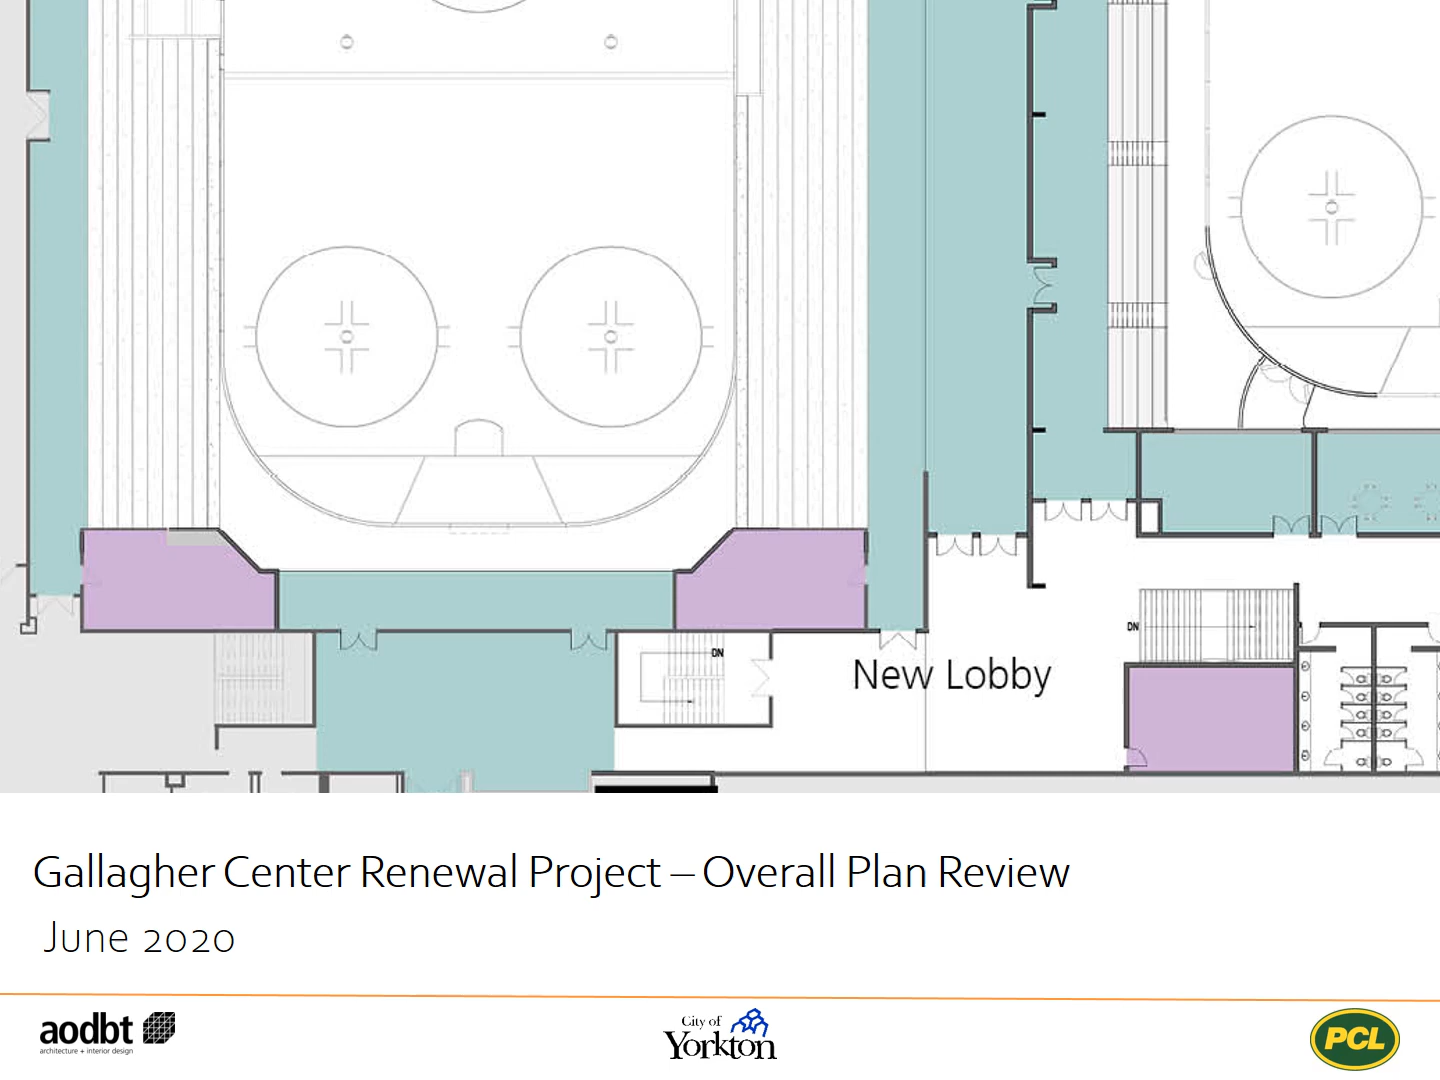 DN
DN
New Lobby
Gallagher Center Renewal Project – Overall Plan Review
June 2020
aodbt
architecture + interior design
City of
Yorkton
PCL